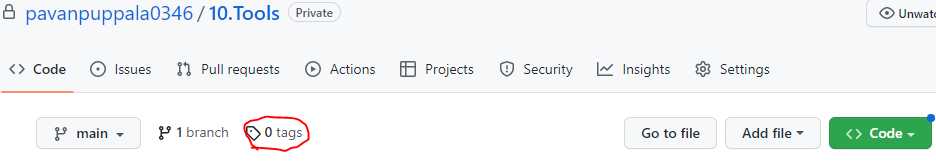 pavanpuppala0346 / 10.Tools Private Unwatc
Code Issues Pull requests Actions Projects Security Insights Settings
main 1 branch 0 tags Go to file Add file Code